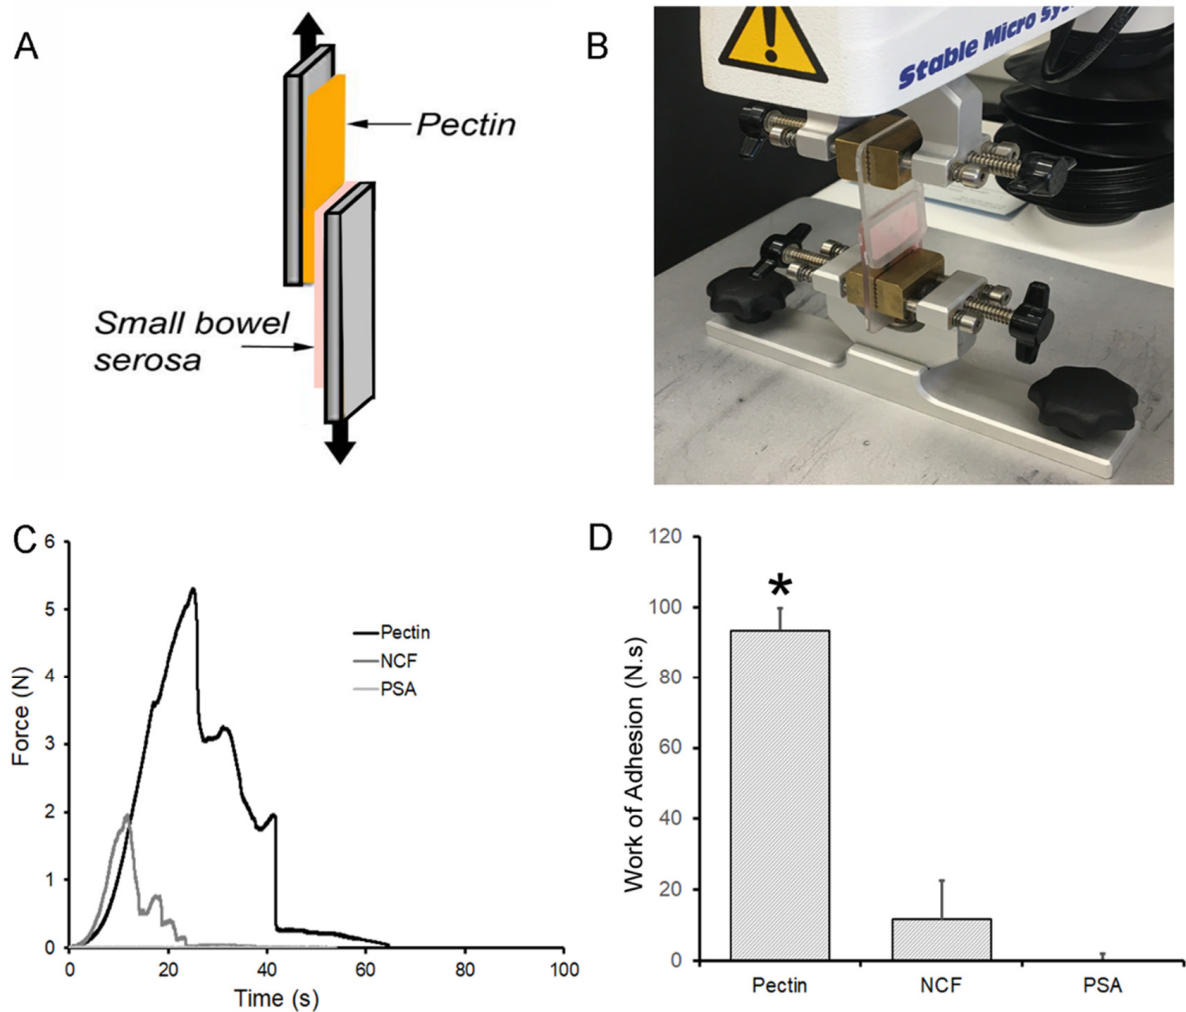 A
Pectin
Small bowel
serosa
B
Stable Micro Sys
C
6
5
4
3
2
1
0
Force (N)
Pectin
NCF
PSA
0 20 40 60 80 100
Time (s)
D
120
100
80
60
40
20
0
Work of Adhesion (N.s)
*
Pectin NCF PSA